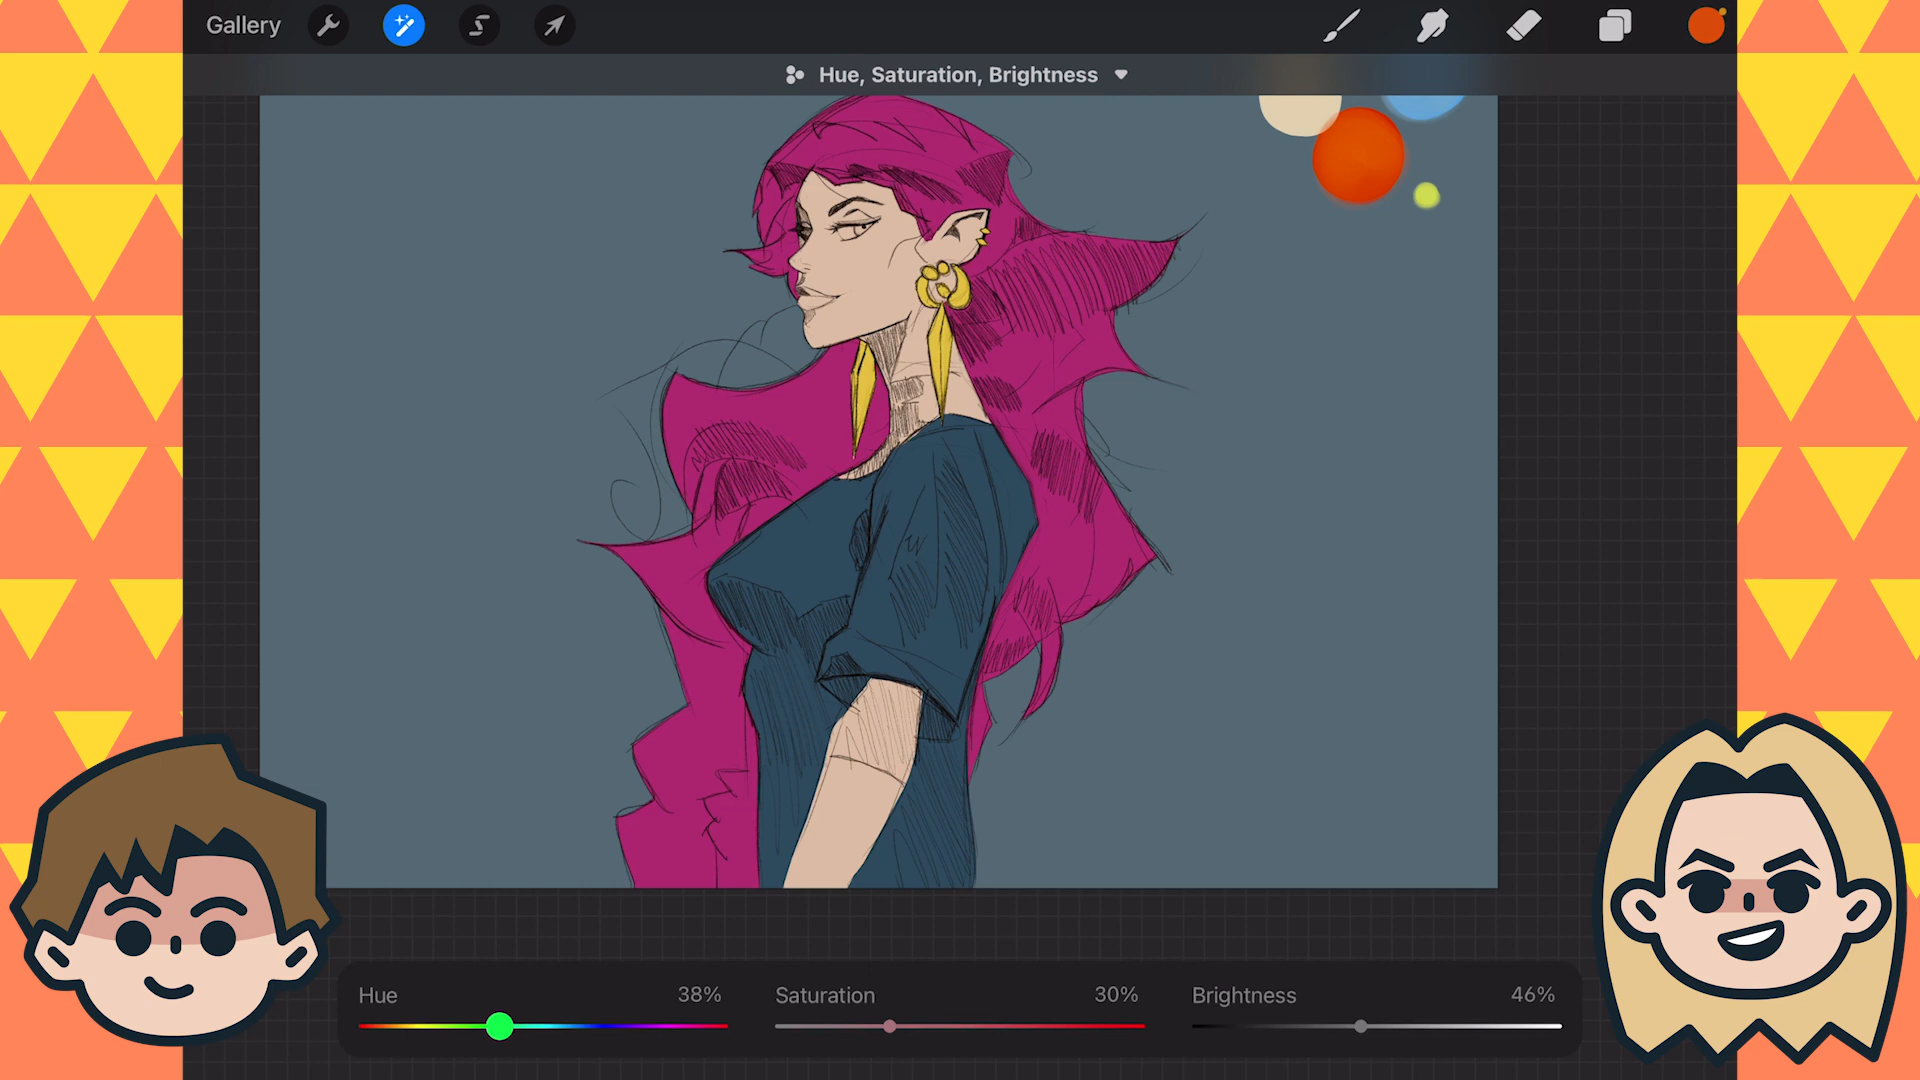 Gallery
Hue, Saturation, Brightness
Hue 38% Saturation 30% Brightness 46%